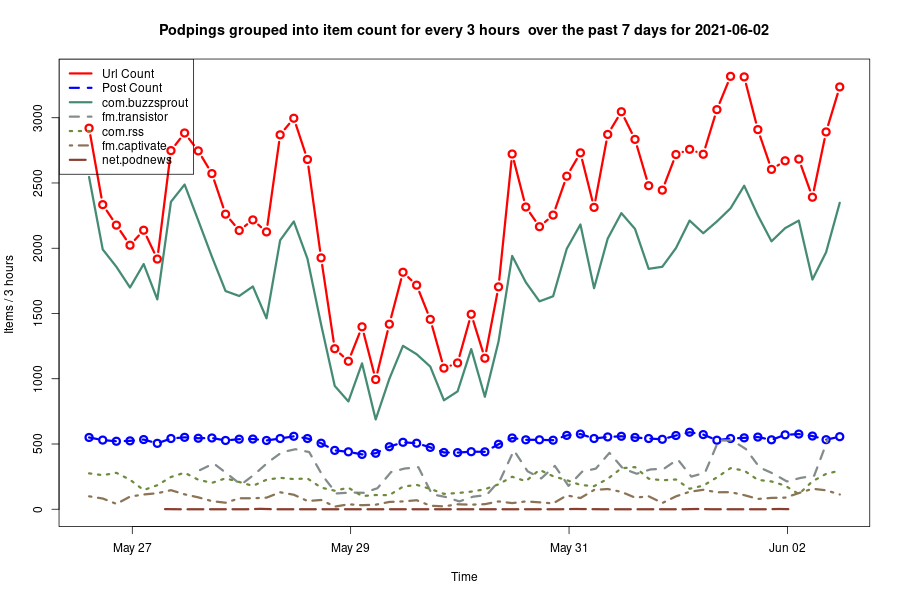 Podpings grouped into item count for every 3 hours  over the past 7 days for 2021-06-02
Url Count
Post Count
com.buzzsprout
fm.transistor
com.rss
fm.captivate
net.podnews
Items / 3 hours
3000
2500
2000
1500
1000
500
0
May 27
May 29
May 31
Jun 02
Time